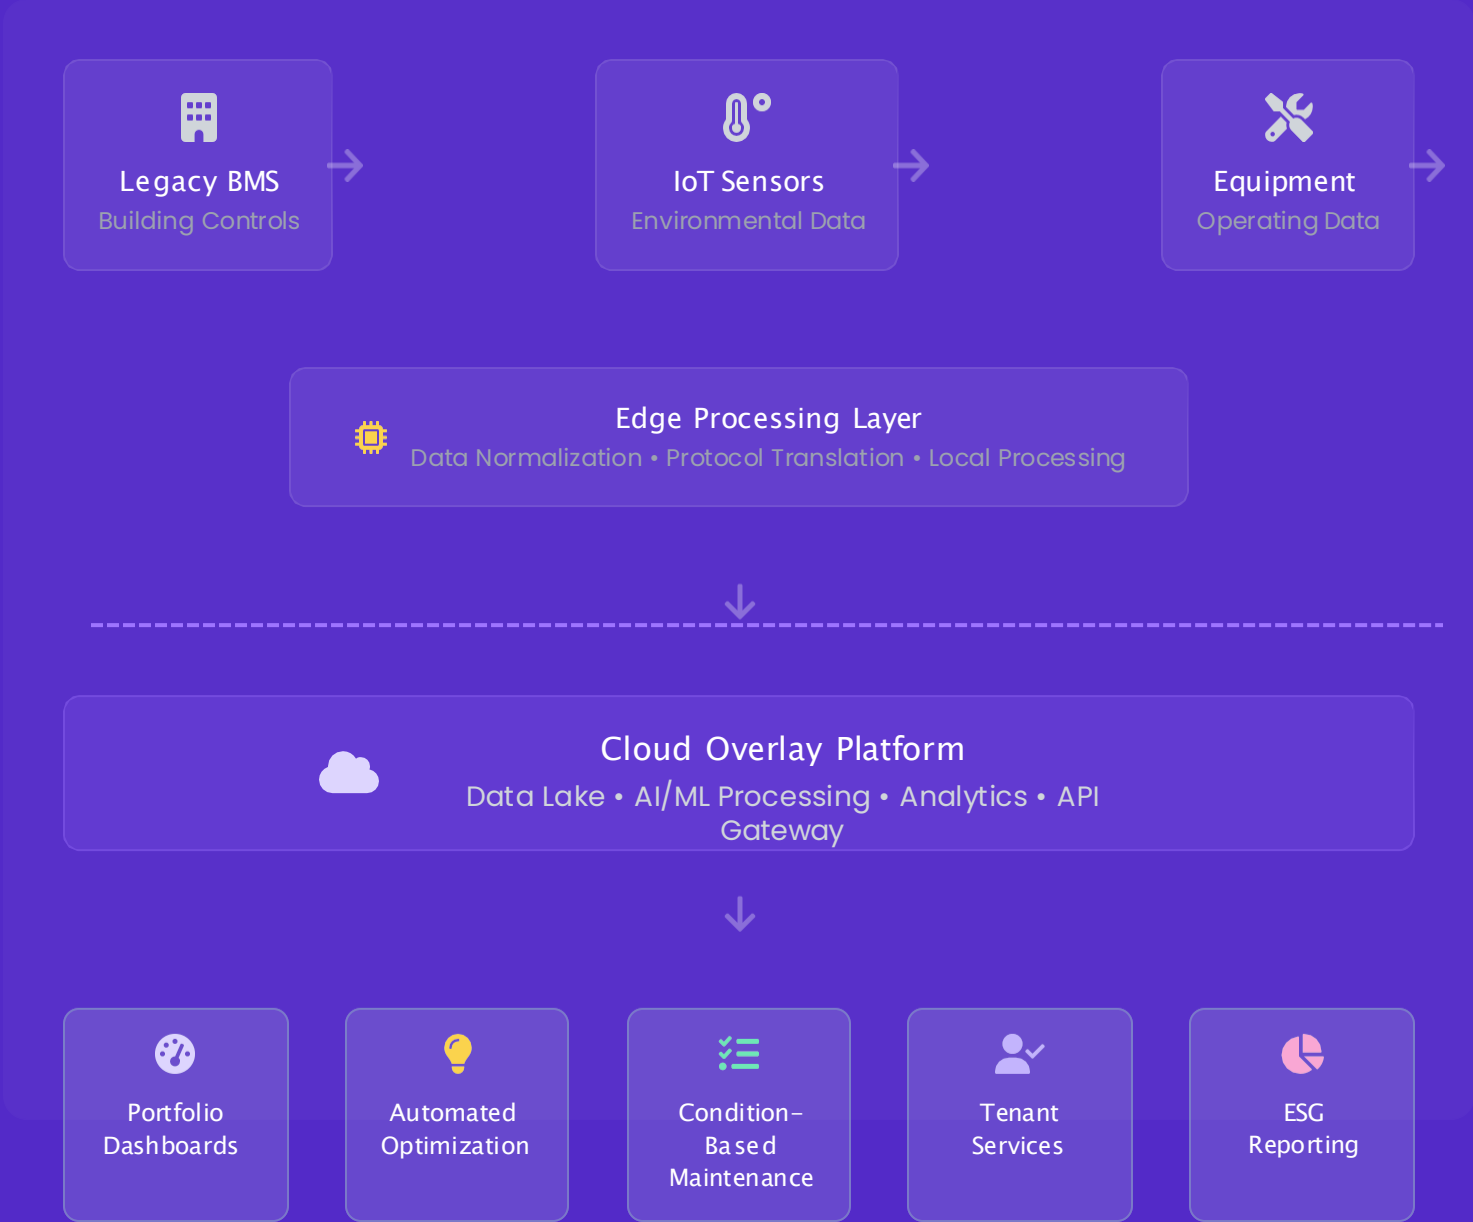 Legacy BMS
Building Controls
IoT Sensors
Environmental Data
Equipment
Operating Data
Edge Processing Layer
Data Normalization • Protocol Translation • Local Processing
Cloud Overlay Platform
Data Lake • AI/ML Processing • Analytics • API
Gateway
Portfolio
Dashboards
Automated
Optimization
Condition-
Based
Maintenance
Tenant
Services
ESG
Reporting